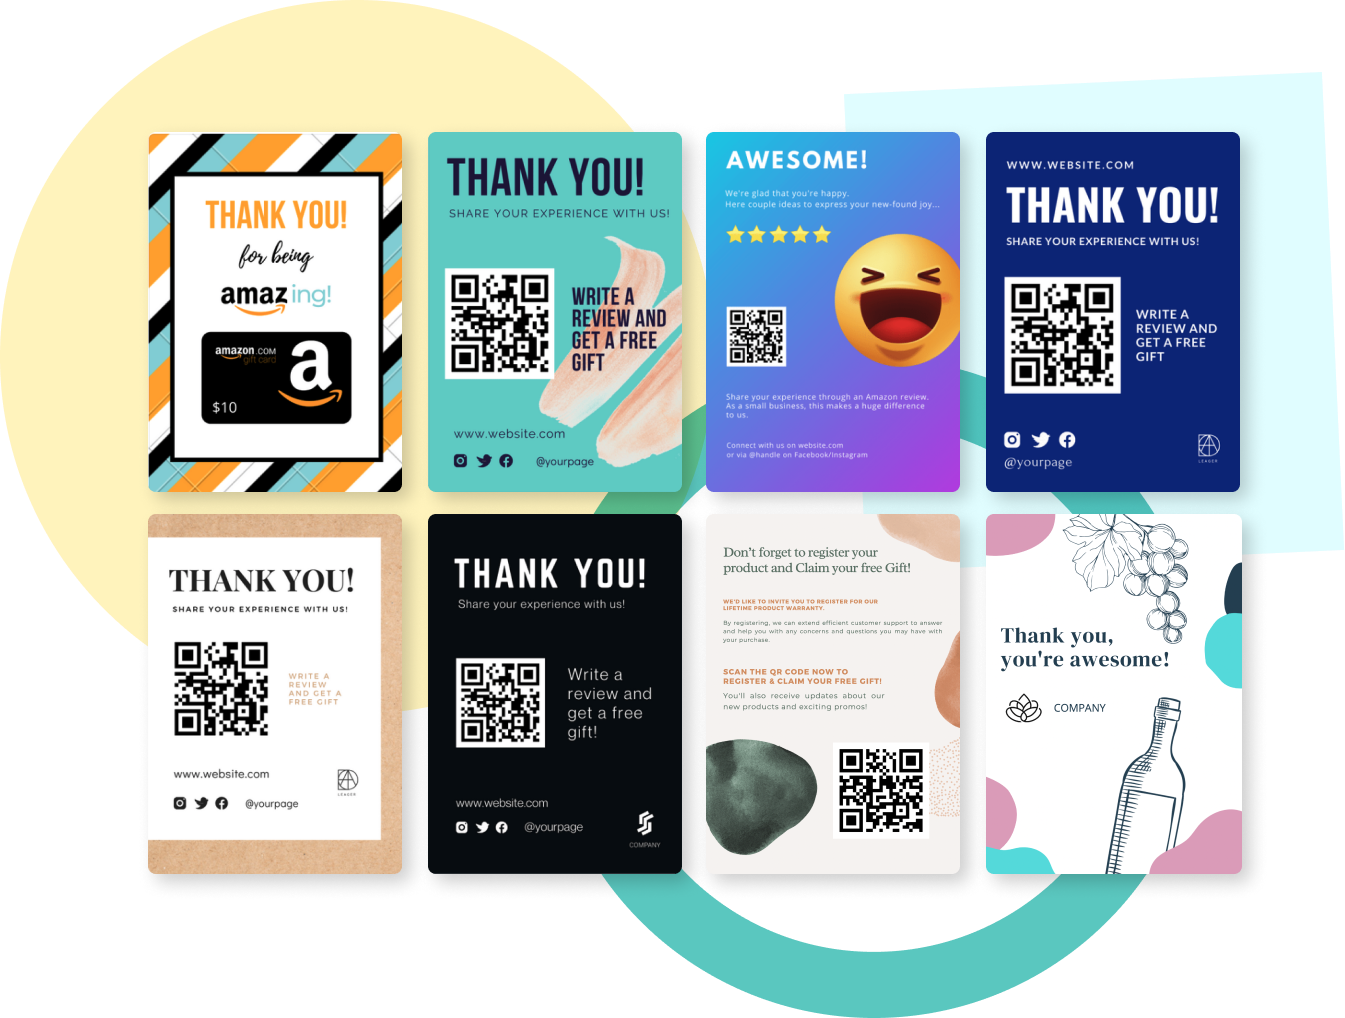 THANK YOU!
for being
amazing!
amazon.com
gift card
$10
THANK YOU!
SHARE YOUR EXPERIENCE WITH US!
WRITE A
REVIEW AND
GET A FREE
GIFT
www.website.com
@yourpage
AWESOME!
We're glad that you're happy.
Here couple ideas to express your new-found joy...
Share your experience through an Amazon review.
As a small business, this makes a huge difference
to us.
Connect with us on website.com
or via @handle on Facebook/Instagram
WWW.WEBSITE.COM
THANK YOU!
SHARE YOUR EXPERIENCE WITH US!
WRITE A
REVIEW AND
GET A FREE
GIFT
@yourpage
LEAGER
THANK YOU!
SHARE YOUR EXPERIENCE WITH US!
WRITE A
REVIEW
AND GET A
FREE GIFT
www.website.com
@yourpage
LEAGER
THANK YOU!
Share your experience with us!
Write a
review and
get a free
gift!
www.website.com
@yourpage
COMPANY
Don't forget to register your
product and Claim your free Gift!
WE'D LIKE TO INVITE YOU TO REGISTER FOR OUR
LIFETIME PRODUCT WARRANTY.
By registering, we can extend efficient customer support to answer
and help you with any concerns and questions you may have with
your purchase.
SCAN THE QR CODE NOW TO
REGISTER & CLAIM YOUR FREE GIFT!
You'll also receive updates about our
new products and exciting promos!
Thank you,
you're awesome!
COMPANY